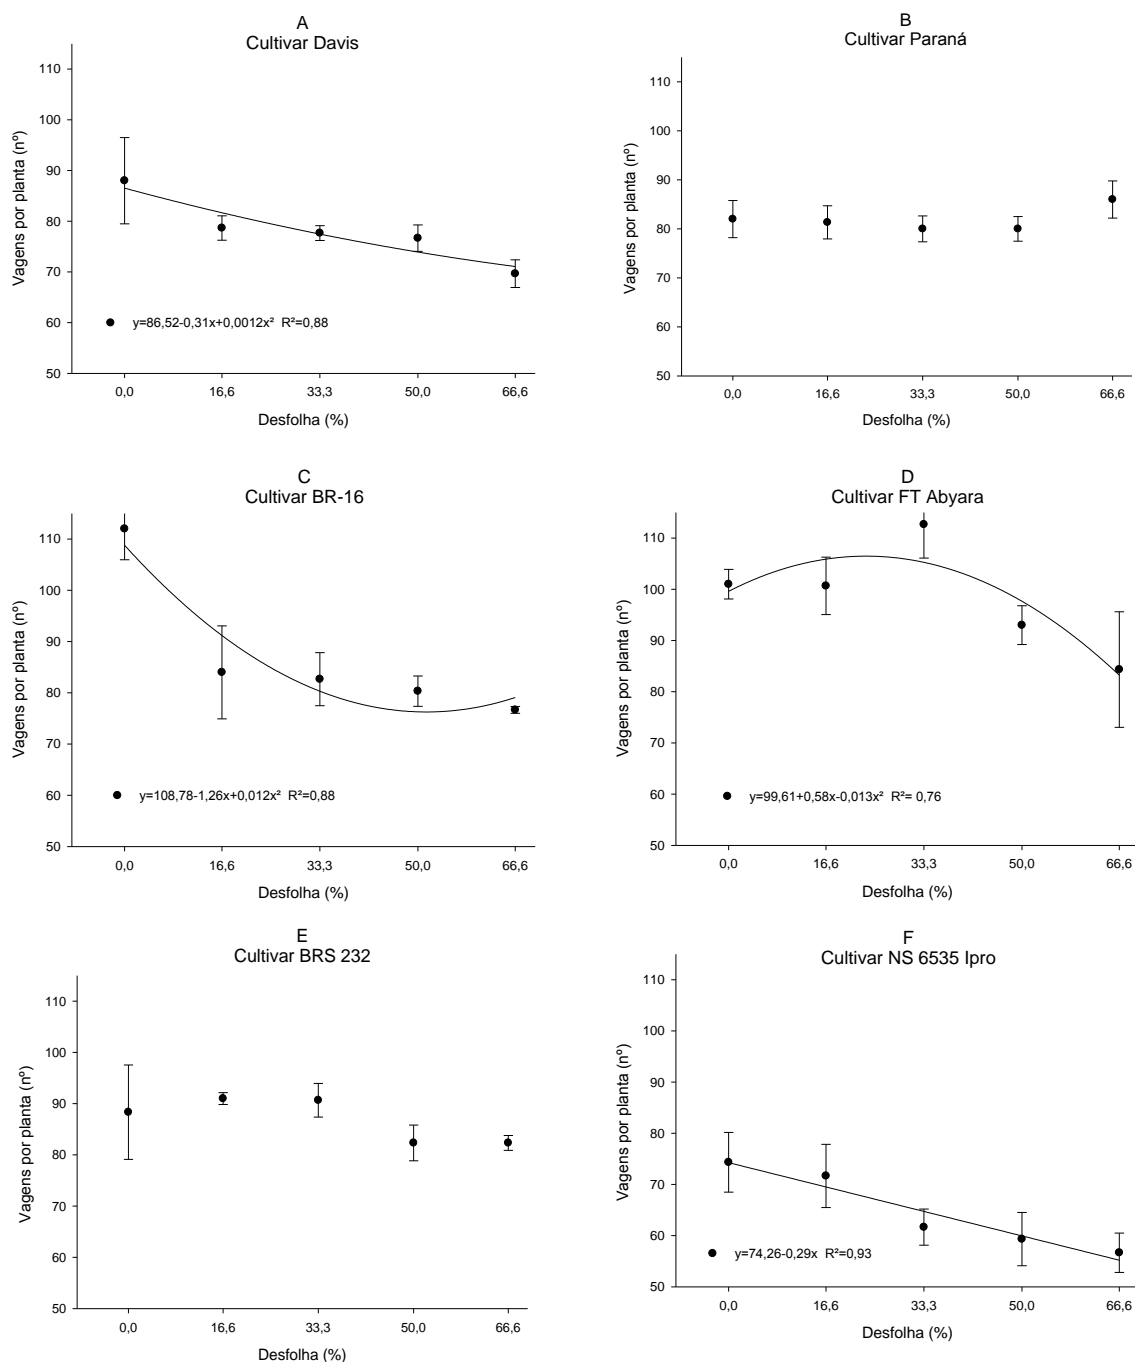 A
Cultivar Davis
Vagens por planta (nº)
110
100
90
80
70
60
50
y=86,52-0,31x+0,0012x² R²=0,88
0,0 16,6 33,3 50,0 66,6
Desfolha (%)
B
Cultivar Paraná
Vagens por planta (nº)
110
100
90
80
70
60
50
0,0 16,6 33,3 50,0 66,6
Desfolha (%)
C
Cultivar BR-16
Vagens por planta (nº)
110
100
90
80
70
60
50
y=108,78-1,26x+0,012x² R²=0,88
0,0 16,6 33,3 50,0 66,6
Desfolha (%)
D
Cultivar FT Abyara
Vagens por planta (nº)
110
100
90
80
70
60
50
y=99,61+0,58x-0,013x² R²= 0,76
0,0 16,6 33,3 50,0 66,6
Desfolha (%)
E
Cultivar BRS 232
Vagens por planta (nº)
110
100
90
80
70
60
50
0,0 16,6 33,3 50,0 66,6
Desfolha (%)
F
Cultivar NS 6535 Ipro
Vagens por planta (nº)
110
100
90
80
70
60
50
y=74,26-0,29x R²=0,93
0,0 16,6 33,3 50,0 66,6
Desfolha (%)